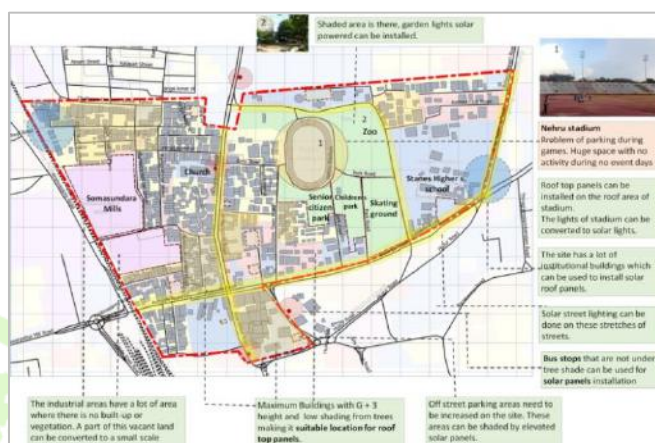 2
Shaded area is there, garden lights solar
powered can be installed.
1
Nehru stadium
Problem of parking during
games. Huge space with no
activity during no event days
Roof top panels can be
installed on the roof area of
stadium.
The lights of stadium can be
converted to solar lights.
The site has a lot of
institutional buildings which
can be used to install solar
roof panels.
Solar street lighting can be
done on these stretches of
streets.
Bus stops that are not under
tree shade can be used for
solar panels installation
1
2
Zoo
Church
Somasundara
Mills
Senior
citizen
park
Children's
park
Skating
ground
Stanes Higher s
school
The industrial areas have a lot of area
where there is no built-up or
vegetation. A part of this vacant land
can be converted to a small scale
Maximum Buildings with G + 3
height and low shading from trees
making it suitable location for roof
top panels.
Off street parking areas need to
be increased on the site. These
areas can be shaded by elevated
solar panels.